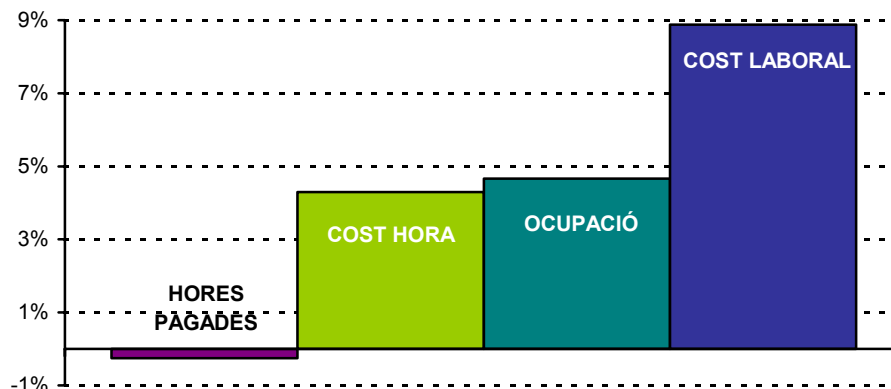 9%
COST LABORAL
7%
5%
OCUPACIÓ
COST HORA
3%
HORES
PAGADES
1%
-1%